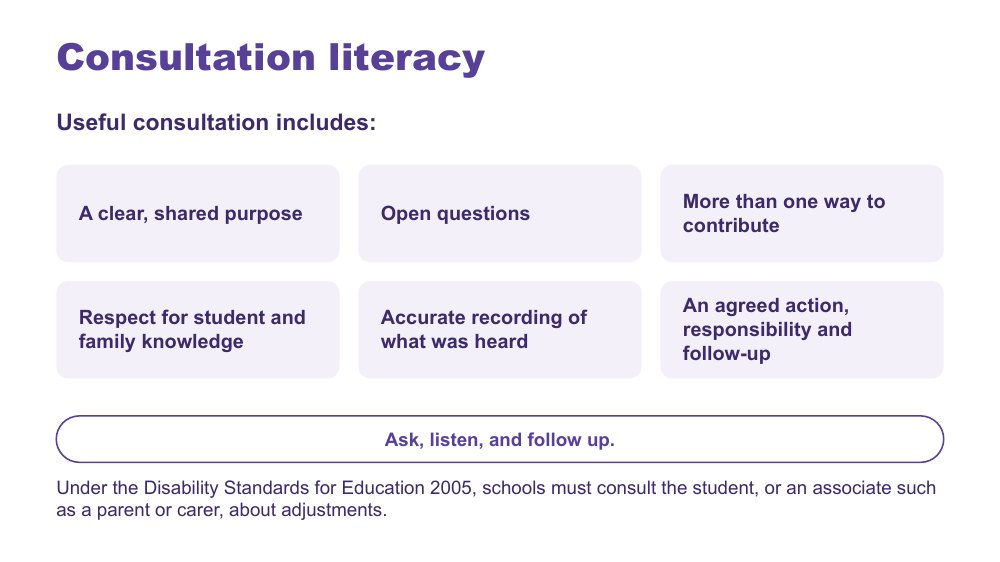 Consultation literacy
Useful consultation includes:
A clear, shared purpose
Open questions
More than one way to
contribute
Respect for student and
family knowledge
Accurate recording of
what was heard
An agreed action,
responsibility and
follow-up
Ask, listen, and follow up.
Under the Disability Standards for Education 2005, schools must consult the student, or an associate such
as a parent or carer, about adjustments.